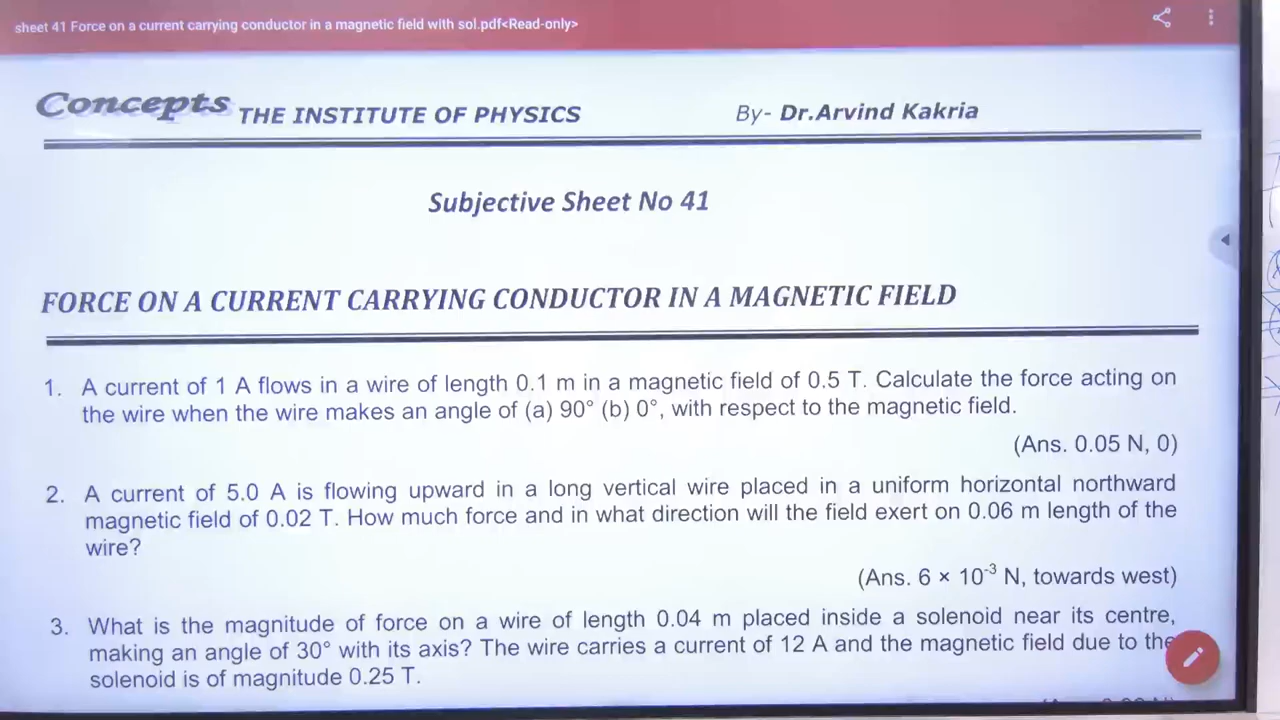 sheet 41 Force on a current carrying conductor in a magnetic field with sol.pdf<Read-only>
Concepts THE INSTITUTE OF PHYSICS By- Dr.Arvind Kakria
Subjective Sheet No 41
FORCE ON A CURRENT CARRYING CONDUCTOR IN A MAGNETIC FIELD
1. A current of 1 A flows in a wire of length 0.1 m in a magnetic field of 0.5 T. Calculate the force acting on
the wire when the wire makes an angle of (a) 90° (b) 0°, with respect to the magnetic field.
(Ans. 0.05 N, 0)
2. A current of 5.0 A is flowing upward in a long vertical wire placed in a uniform horizontal northward
magnetic field of 0.02 T. How much force and in what direction will the field exert on 0.06 m length of the
wire?
(Ans. 6 × 10⁻³ N, towards west)
3. What is the magnitude of force on a wire of length 0.04 m placed inside a solenoid near its centre,
making an angle of 30° with its axis? The wire carries a current of 12 A and the magnetic field due to the
solenoid is of magnitude 0.25 T.